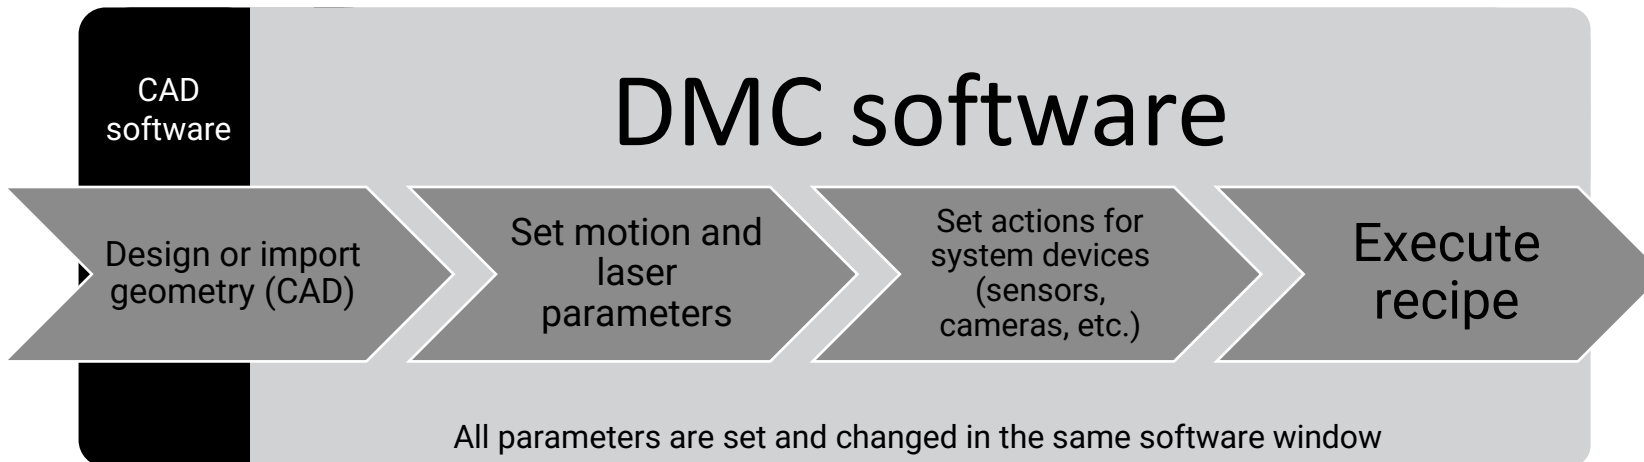 CAD
software
DMC software
Design or import
geometry (CAD)
Set motion and
laser
parameters
Set actions for
system devices
(sensors,
cameras, etc.)
Execute
recipe
All parameters are set and changed in the same software window